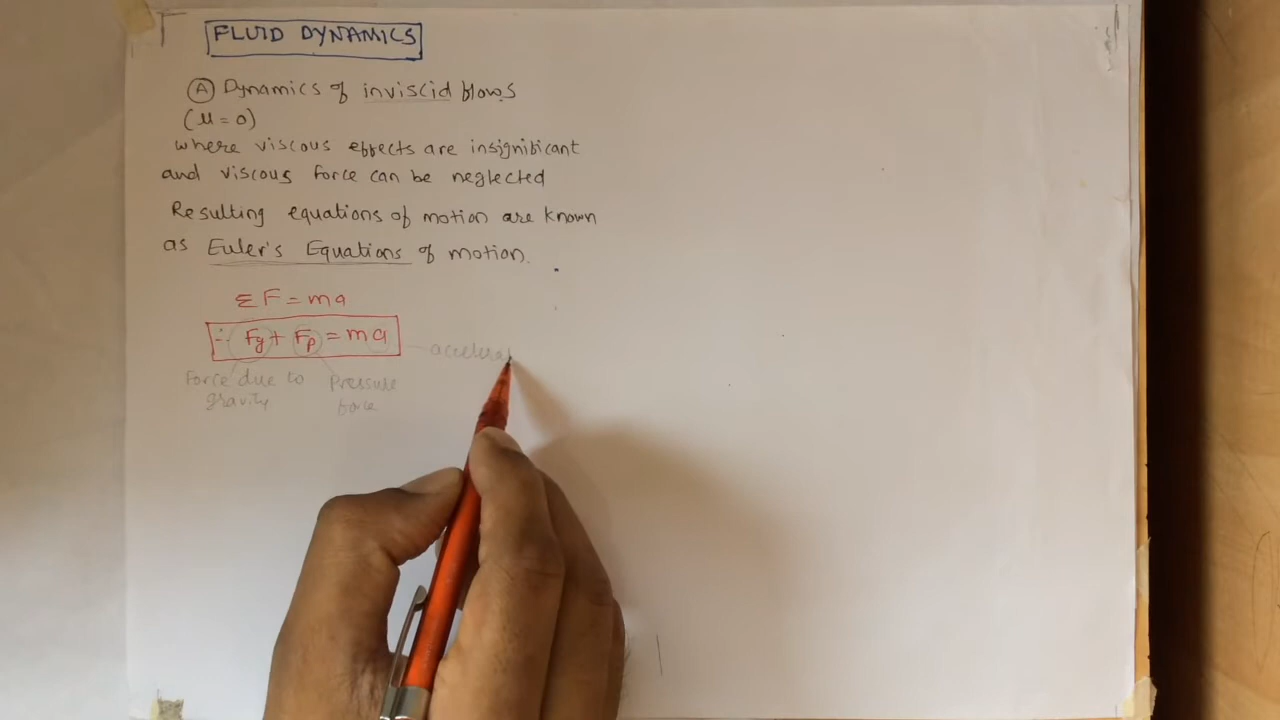 FLUID DYNAMICS
Ⓐ Dynamics of inviscid flows
(μ = 0)
where viscous effects are insignificant
and viscous force can be neglected
Resulting equations of motion are known
as Euler's Equations of motion.
ΣF = ma
∴ Fg + Fp = ma
accelerat
Force due to
gravity
Pressure
force